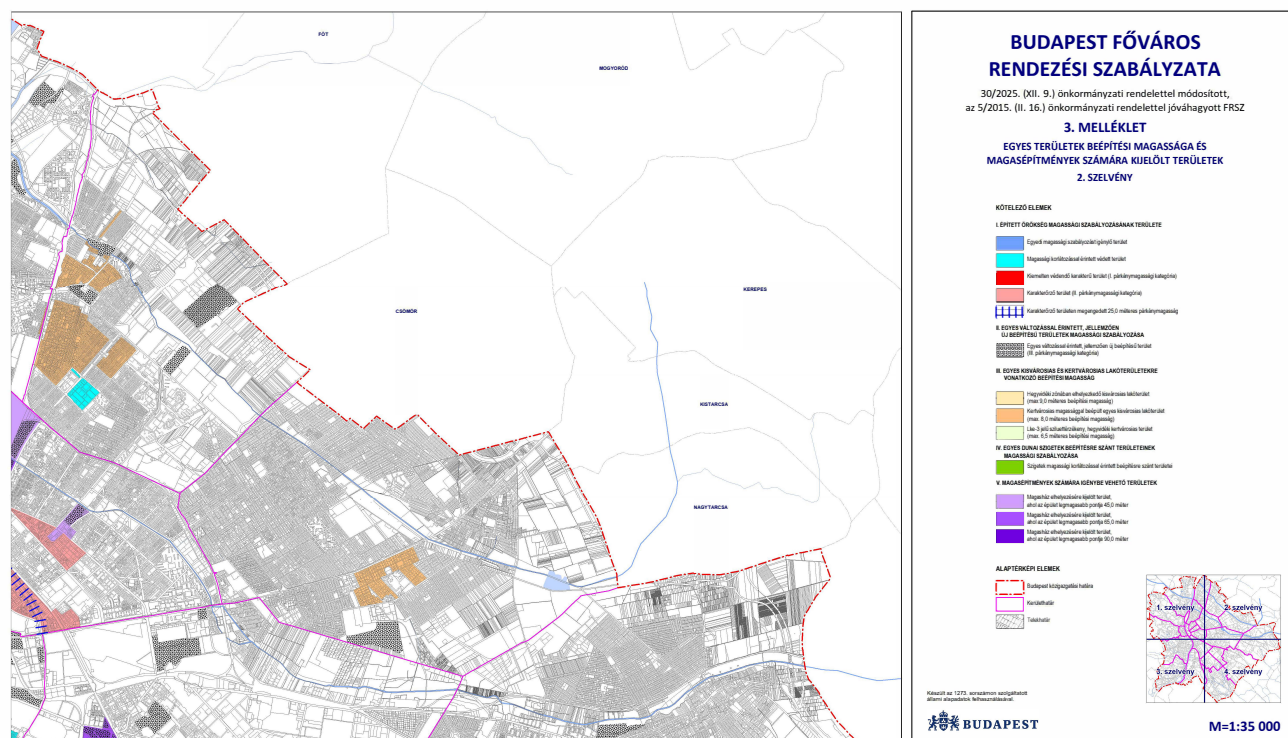 FÓT
MOGYORÓD
CSÖMÖR
KEREPES
KISTARCSA
NAGYTARCSA
BUDAPEST FŐVÁROS
RENDEZÉSI SZABÁLYZATA
30/2025. (XII. 9.) önkormányzati rendelettel módosított,
az 5/2015. (II. 16.) önkormányzati rendelettel jóváhagyott FRSZ
3. MELLÉKLET
EGYES TERÜLETEK BEÉPÍTÉSI MAGASSÁGA ÉS
MAGASÉPÍTMÉNYEK SZÁMÁRA KIJELÖLT TERÜLETEK
2. SZELVÉNY
KÖTELEZŐ ELEMEK
I. ÉPÍTETT ÖRÖKSÉG MAGASSÁGI SZABÁLYOZÁSÁNAK TERÜLETE
Egyedi magassági szabályozást igénylő terület
Magassági korlátozással érintett védett terület
Kiemelten védendő karakterű terület (I. párkánymagassági kategória)
Karakterőrző terület (II. párkánymagassági kategória)
Karakterőrző területen megengedett 25,0 méteres párkánymagasság
II. EGYES VÁLTOZÁSSAL ÉRINTETT, JELLEMZŐEN
ÚJ BEÉPÍTÉSŰ TERÜLETEK MAGASSÁGI SZABÁLYOZÁSA
Egyes változással érintett, jellemzően új beépítésű terület
(III. párkánymagassági kategória)
III. EGYES KISVÁROSIAS ÉS KERTVÁROSIAS LAKÓTERÜLETEKRE
VONATKOZÓ BEÉPÍTÉSI MAGASSÁG
Hegyvidéki zónában elhelyezkedő kisvárosias lakóterület
(max 9,0 méteres beépítési magasság)
Kertvárosias magassággal beépült egyes kisvárosias lakóterület
(max. 8,0 méteres beépítési magasság)
Lke-3 jelű sziluettérzékeny, hegyvidéki kertvárosias terület
(max. 6,5 méteres beépítési magasság)
IV. EGYES DUNAI SZIGETEK BEÉPÍTÉSRE SZÁNT TERÜLETEINEK
MAGASSÁGI SZABÁLYOZÁSA
Szigetek magassági korlátozással érintett beépítésre szánt területei
V. MAGASÉPÍTMÉNYEK SZÁMÁRA IGÉNYBE VEHETŐ TERÜLETEK
Magasház elhelyezésére kijelölt terület,
ahol az épület legmagasabb pontja 45,0 méter
Magasház elhelyezésére kijelölt terület,
ahol az épület legmagasabb pontja 65,0 méter
Magasház elhelyezésére kijelölt terület,
ahol az épület legmagasabb pontja 90,0 méter
ALAPTÉRKÉPI ELEMEK
Budapest közigazgatási határa
Kerülethatár
Telekhatár
1. szelvény
2. szelvény
3. szelvény
4. szelvény
Készült az 1273. sorszámon szolgáltatott
állami alapadatok felhasználásával.
BUDAPEST
M=1:35 000